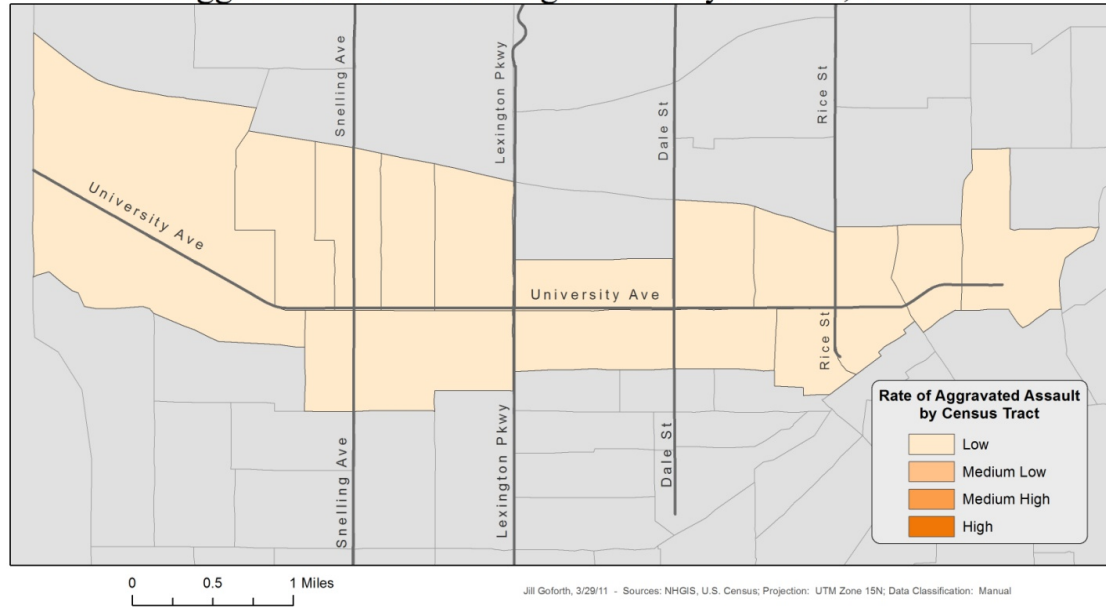 Snelling Ave
Lexington Pkwy
Dale St
Rice St
University Ave
University Ave
Rice St
Snelling Ave
Lexington Pkwy
Dale St
Rate of Aggravated Assault
by Census Tract
Low
Medium Low
Medium High
High
0 0.5 1 Miles
Jill Goforth, 3/29/11 - Sources: NHGIS, U.S. Census; Projection: UTM Zone 15N; Data Classification: Manual